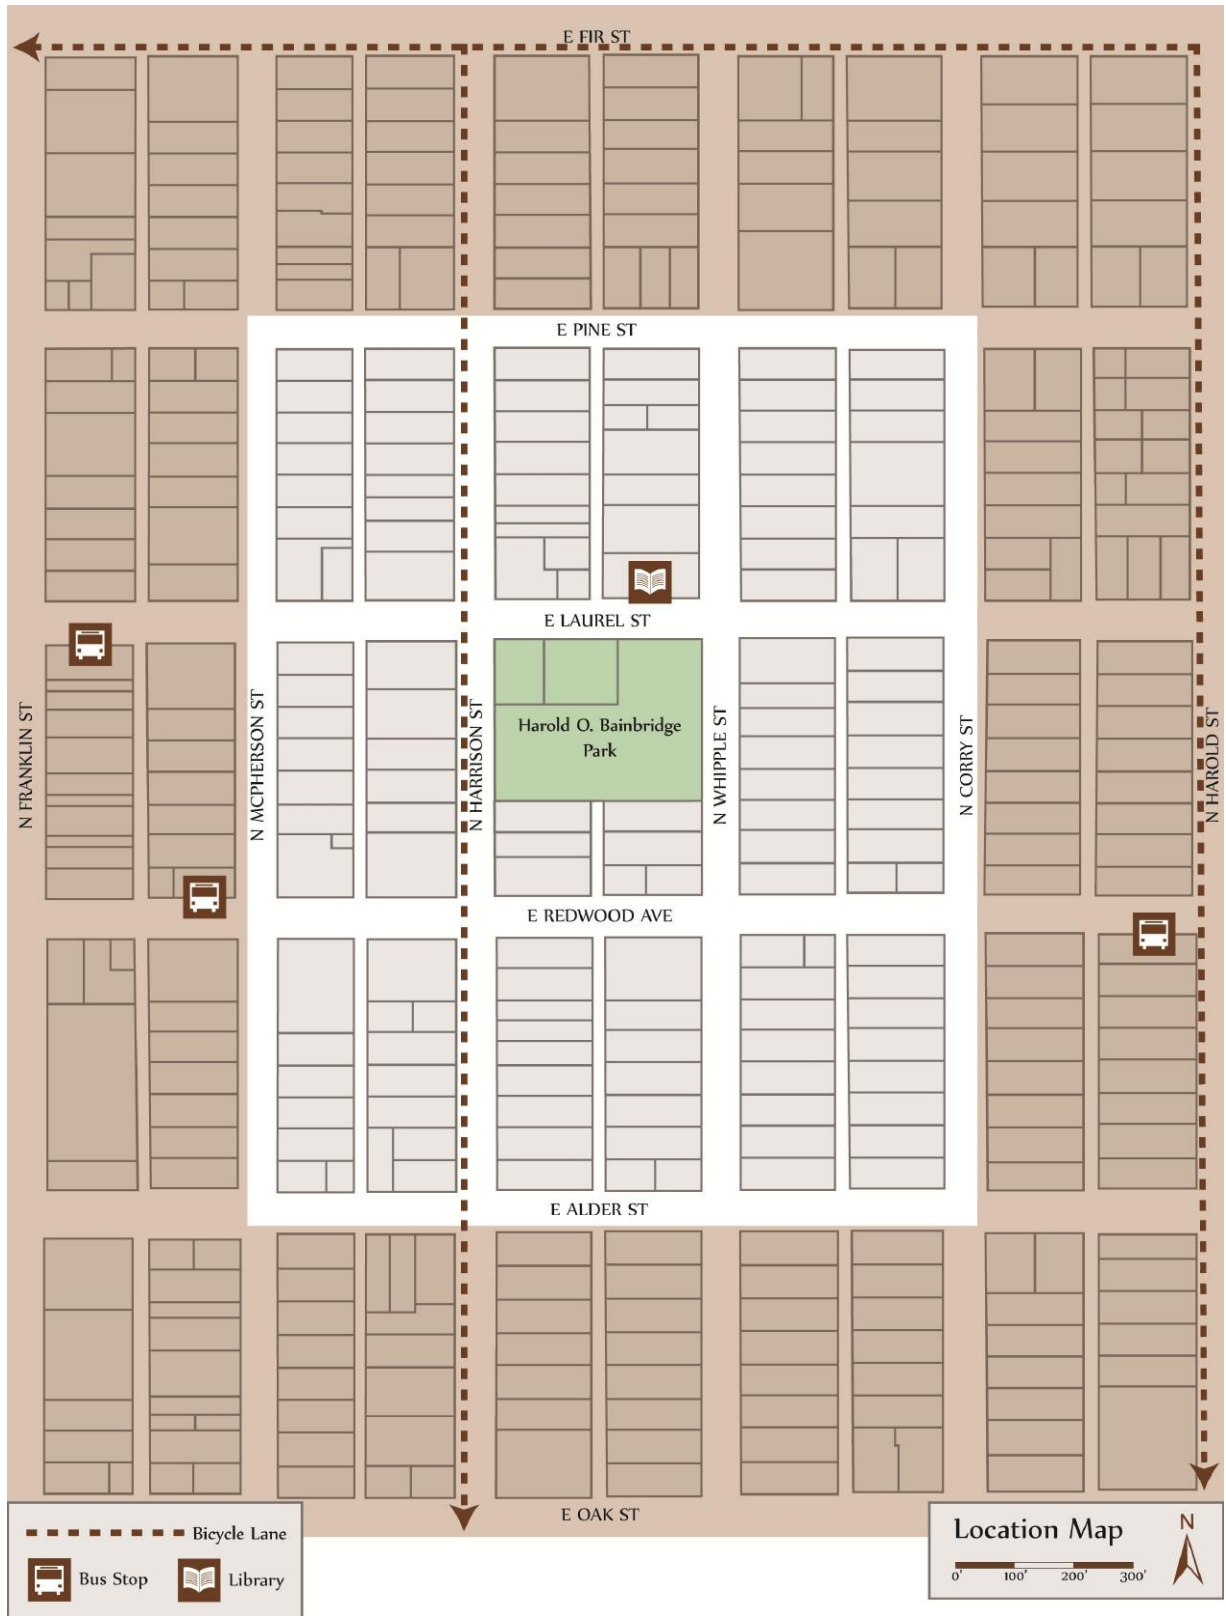 E FIR ST
E PINE ST
E LAUREL ST
Harold O. Bainbridge
Park
N FRANKLIN ST
N MCPHERSON ST
N HARRISON ST
N WHIPPLE ST
N CORRY ST
N HAROLD ST
E REDWOOD AVE
E ALDER ST
E OAK ST
Bicycle Lane
Bus Stop
Library
Location Map
N
0' 100' 200' 300'